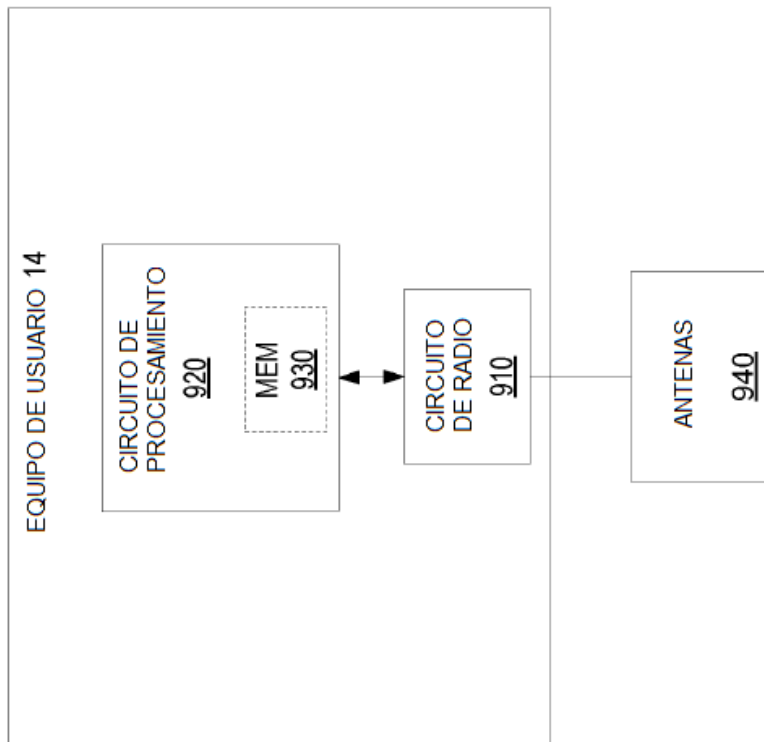 EQUIPO DE USUARIO 14
CIRCUITO DE
PROCESAMIENTO
920
MEM
930
CIRCUITO
DE RADIO
910
ANTENAS
940